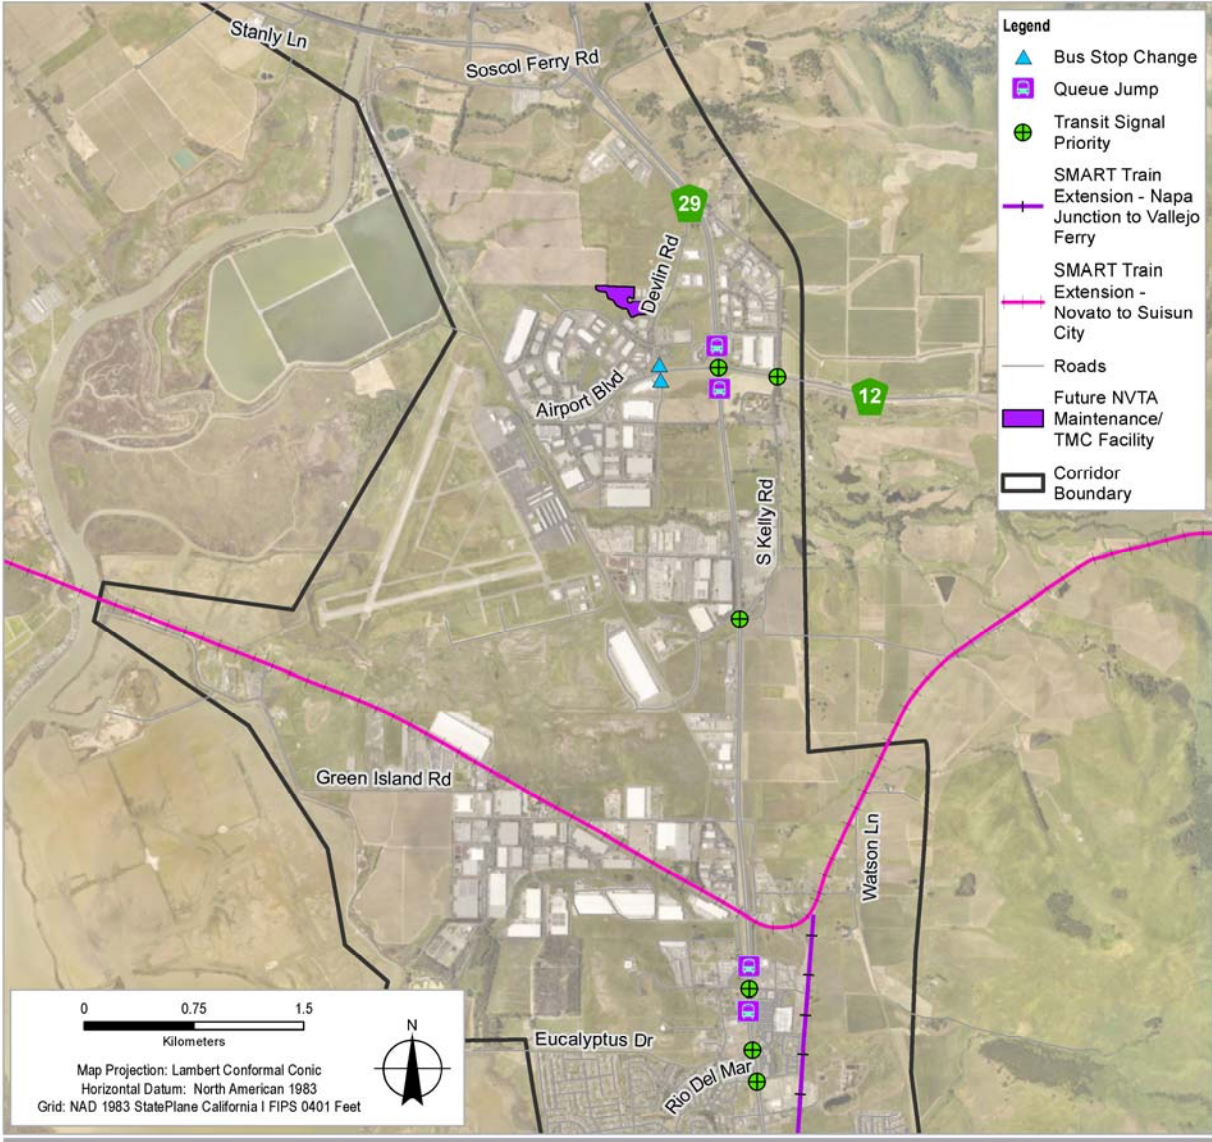 Stanly Ln
Soscol Ferry Rd
29
Devlin Rd
Airport Blvd
12
S Kelly Rd
Green Island Rd
Watson Ln
Eucalyptus Dr
Rio Del Mar
Legend
Bus Stop Change
Queue Jump
Transit Signal
Priority
SMART Train
Extension - Napa
Junction to Vallejo
Ferry
SMART Train
Extension -
Novato to Suisun
City
Roads
Future NVTA
Maintenance/
TMC Facility
Corridor
Boundary
0 0.75 1.5
Kilometers
N
Map Projection: Lambert Conformal Conic
Horizontal Datum: North American 1983
Grid: NAD 1983 StatePlane California I FIPS 0401 Feet